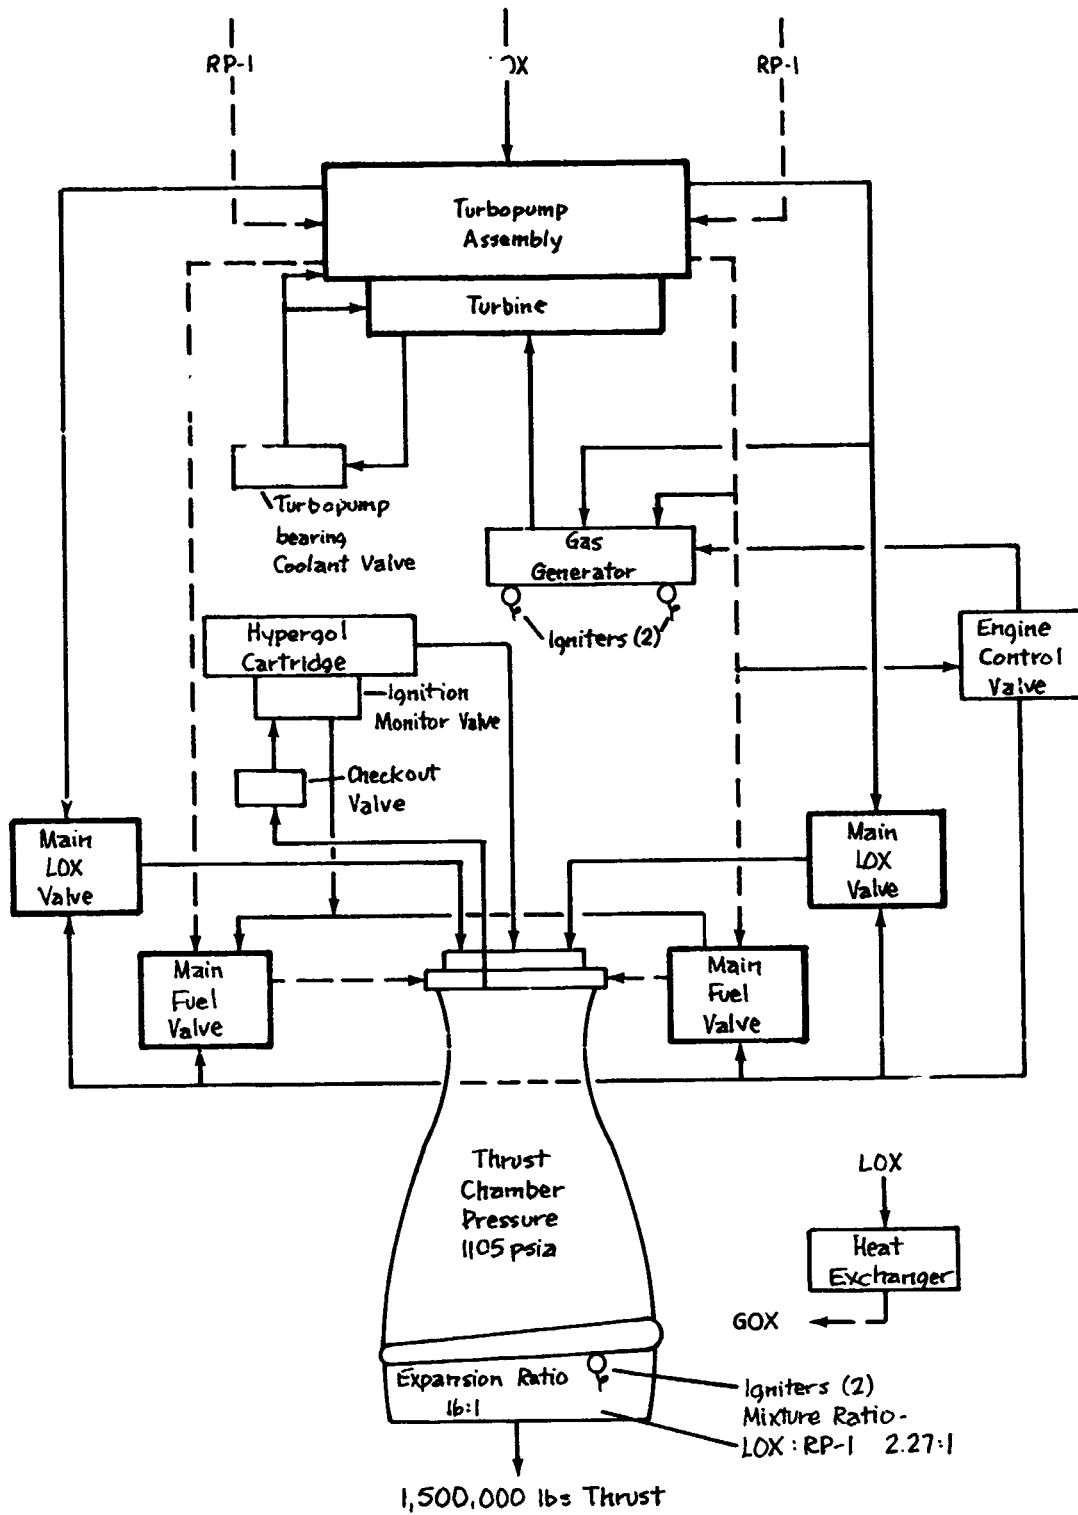 RP-1
OX
RP-1
Turbopump
Assembly
Turbine
Turbopump
bearing
Coolant Valve
Gas
Generator
Igniters (2)
Hypergol
Cartridge
Ignition
Monitor Valve
Engine
Control
Valve
Checkout
Valve
Main
LOX
Valve
Main
LOX
Valve
Main
Fuel
Valve
Main
Fuel
Valve
Thrust
Chamber
Pressure
1105 psia
LOX
Heat
Exchanger
GOX
Expansion Ratio
16:1
Igniters (2)
Mixture Ratio-
LOX : RP-1 2.27:1
1,500,000 lbs Thrust